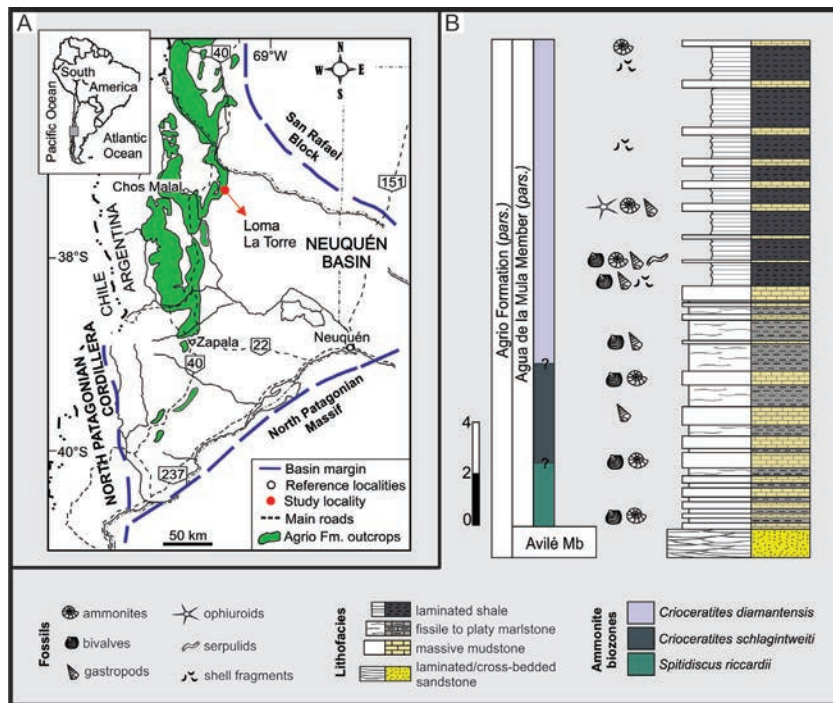 A
South
America
Pacific Ocean
Atlantic
Ocean
40
69°W
N
W
E
S
San Rafael
Block
151
Chos Malal
Loma
La Torre
NEUQUÉN
BASIN
38°S
CHILE
ARGENTINA
Zapala
22
Neuquén
40
NORTH PATAGONIAN
CORDILLERA
North Patagonian
Massif
40°S
237
50 km
Basin margin
Reference localities
Study locality
Main roads
Agrio Fm. outcrops
B
Agrio Formation (pars.)
Agua de la Mula Member (pars.)
?
?
4
2
0
Avilé Mb
Fossils
ammonites
bivalves
gastropods
ophiuroids
serpulids
shell fragments
Lithofacies
laminated shale
fissile to platy marlstone
massive mudstone
laminated/cross-bedded
sandstone
Ammonite
biozones
Crioceratites diamantensis
Crioceratites schlagintweiti
Spitidiscus riccardii